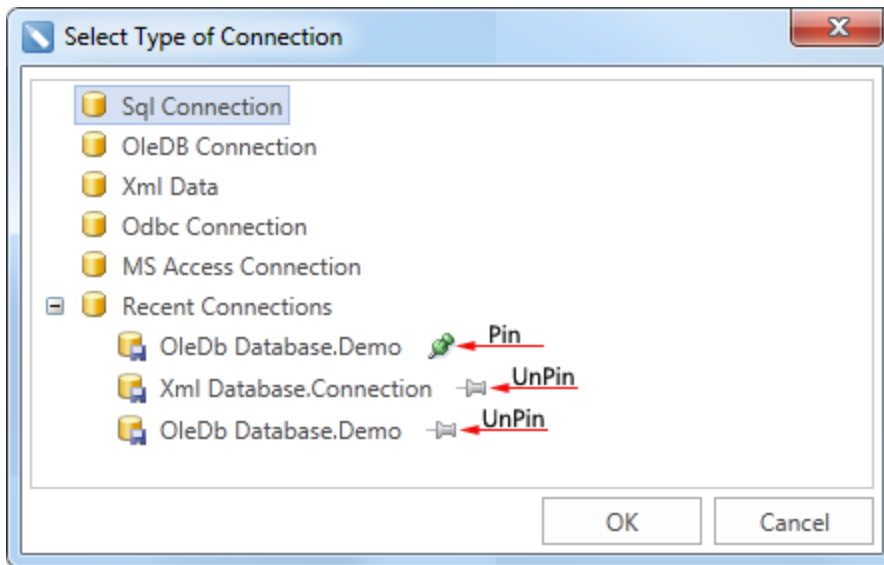 Select Type of Connection
Sql Connection
OleDB Connection
Xml Data
Odbc Connection
MS Access Connection
Recent Connections
OleDb Database.Demo Pin
Xml Database.Connection UnPin
OleDb Database.Demo UnPin
OK Cancel